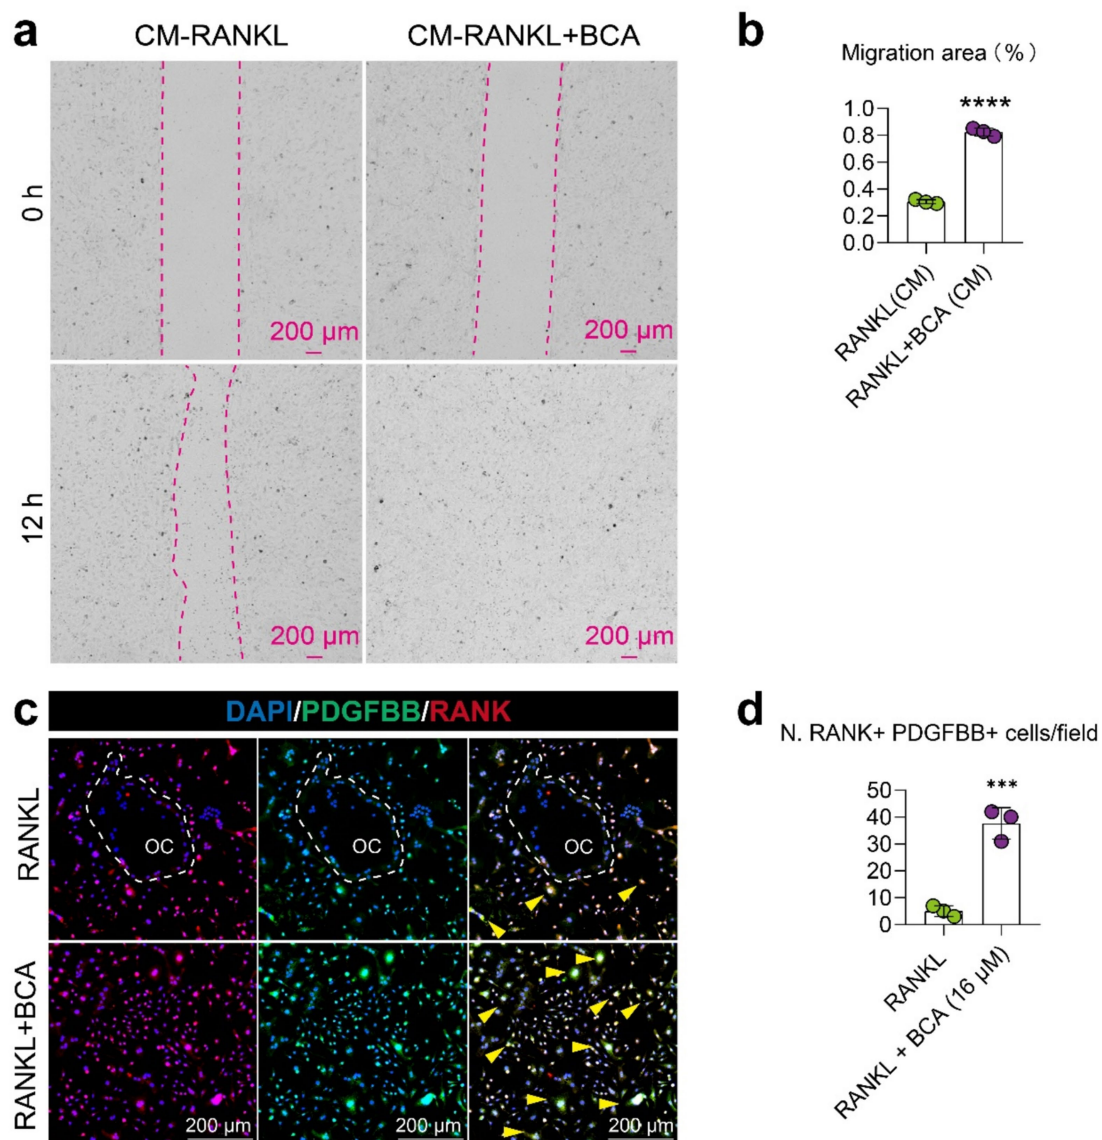 a
CM-RANKL
CM-RANKL+BCA
0 h
200 µm
200 µm
12 h
200 µm
200 µm
b
Migration area (%)
1.0
0.8
0.6
0.4
0.2
0.0
****
RANKL(CM)
RANKL+BCA (CM)
c
DAPI/PDGFBB/RANK
RANKL
OC
OC
OC
RANKL+BCA
200 µm
200 µm
200 µm
d
N. RANK+ PDGFBB+ cells/field
50
40
30
20
10
0
***
RANKL
RANKL + BCA (16 µM)